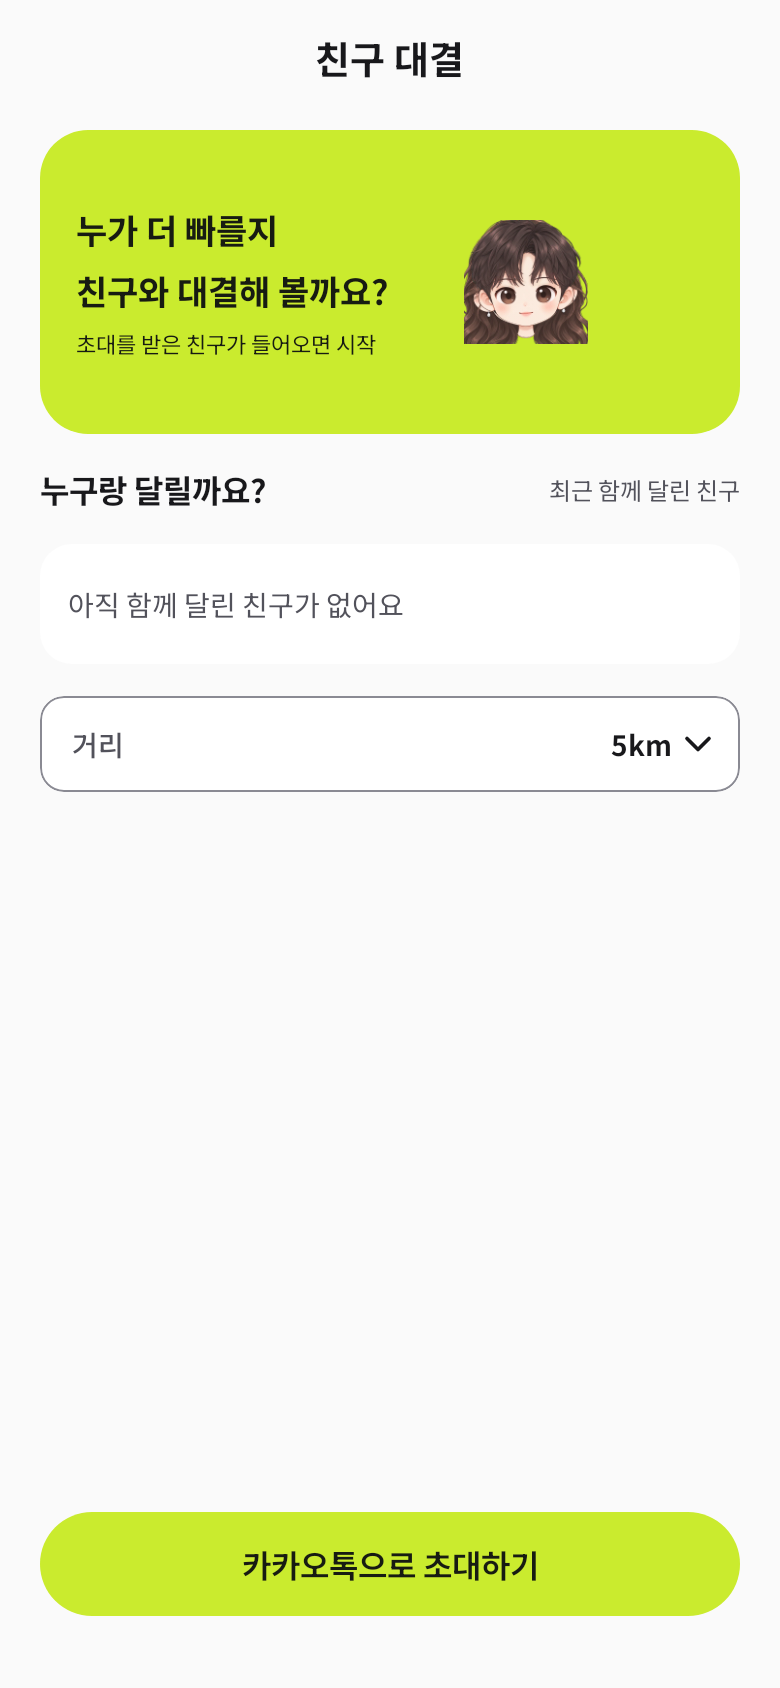 친구 대결
누가 더 빠를지
친구와 대결해 볼까요?
초대를 받은 친구가 들어오면 시작
누구랑 달릴까요?
최근 함께 달린 친구
아직 함께 달린 친구가 없어요
거리
5km
카카오톡으로 초대하기